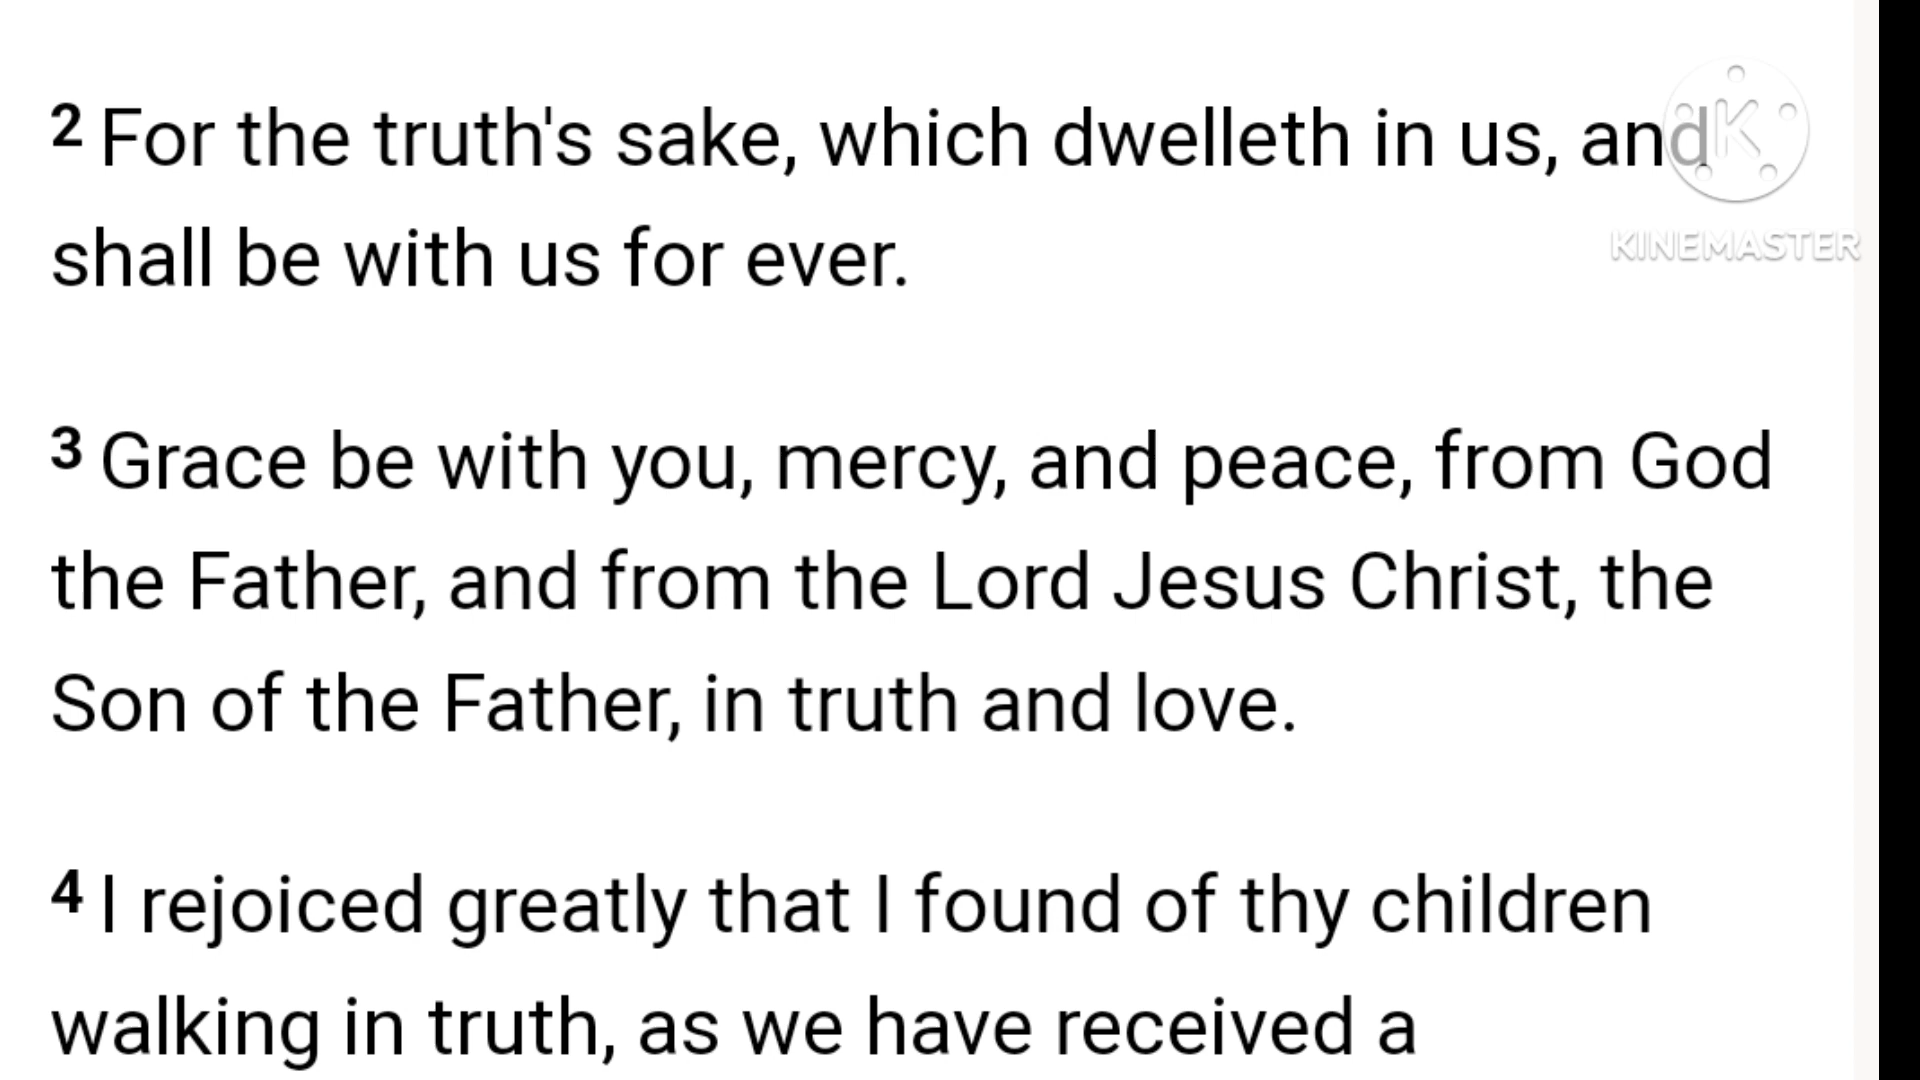 2 For the truth's sake, which dwelleth in us, and
shall be with us for ever.
3 Grace be with you, mercy, and peace, from God
the Father, and from the Lord Jesus Christ, the
Son of the Father, in truth and love.
4 I rejoiced greatly that I found of thy children
walking in truth, as we have received a
K
KINEMASTER